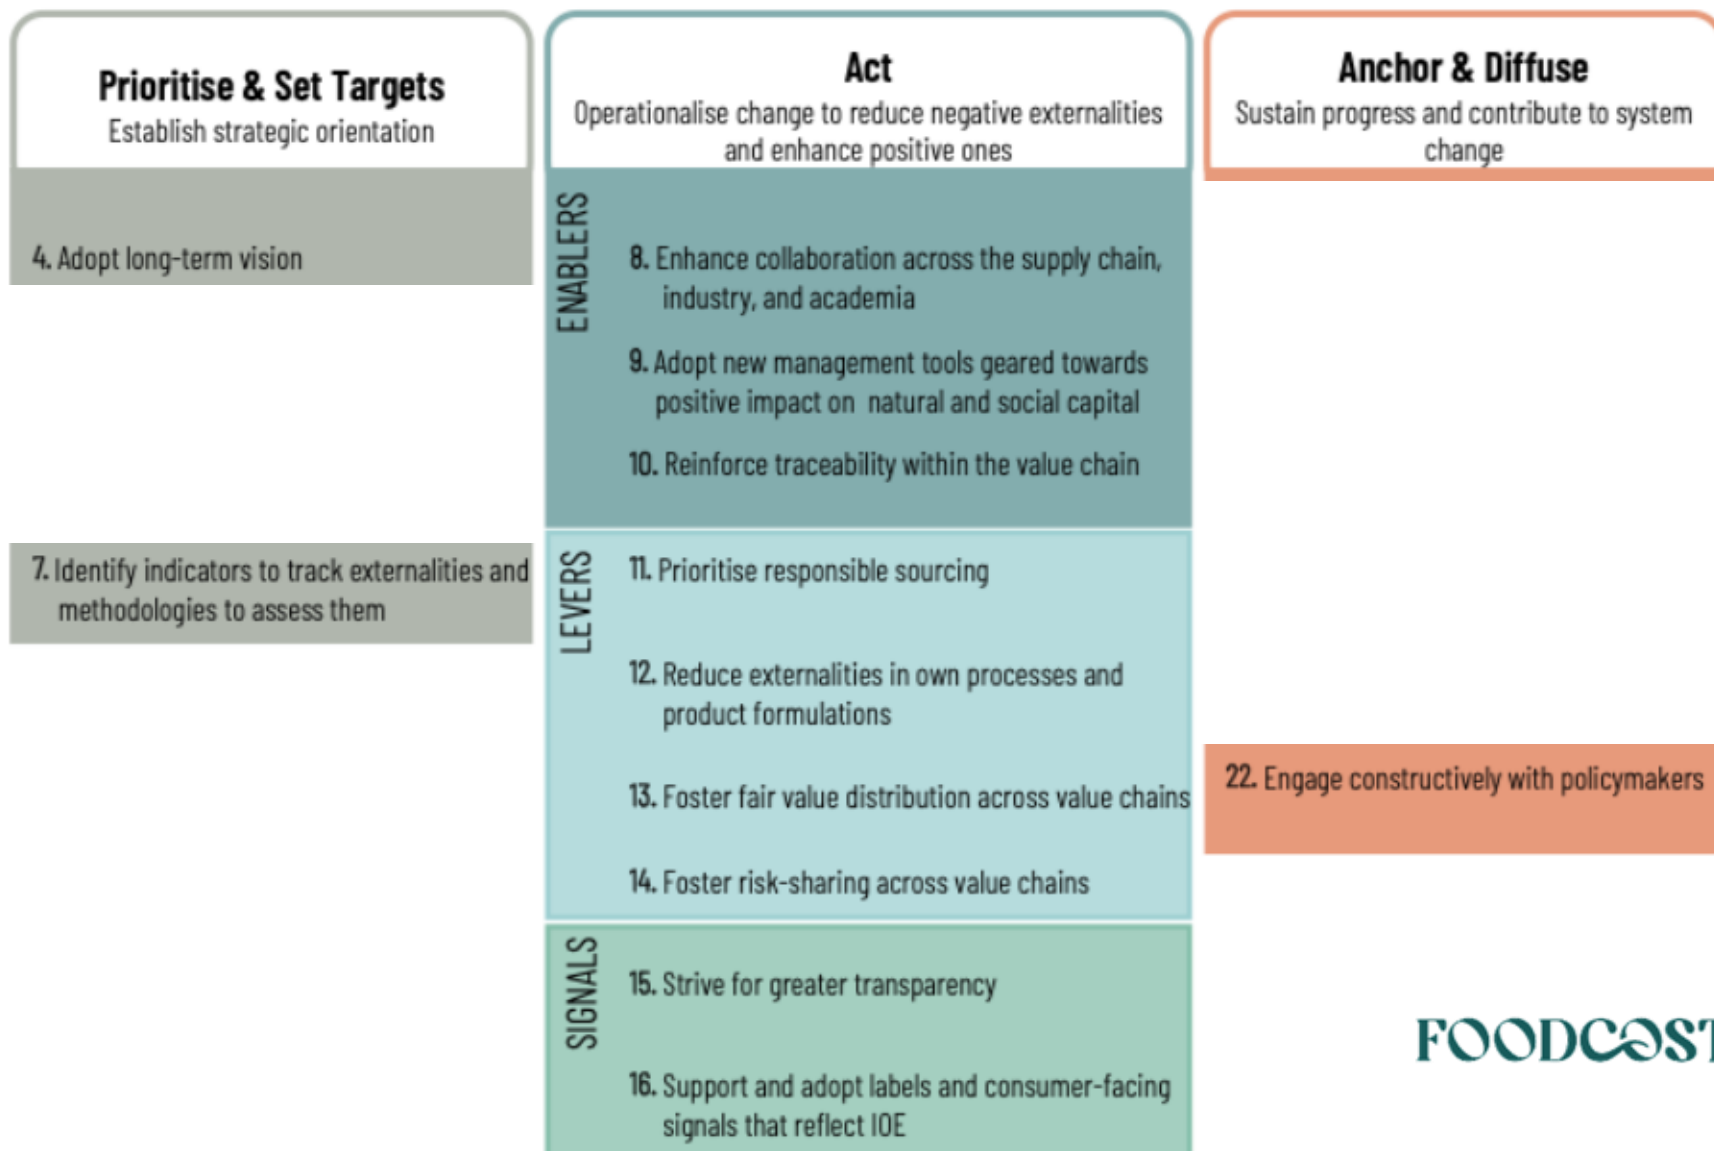 Prioritise & Set Targets
Establish strategic orientation
4. Adopt long-term vision
7. Identify indicators to track externalities and
methodologies to assess them
Act
Operationalise change to reduce negative externalities
and enhance positive ones
ENABLERS
8. Enhance collaboration across the supply chain,
industry, and academia
9. Adopt new management tools geared towards
positive impact on natural and social capital
10. Reinforce traceability within the value chain
LEVERS
11. Prioritise responsible sourcing
12. Reduce externalities in own processes and
product formulations
13. Foster fair value distribution across value chains
14. Foster risk-sharing across value chains
SIGNALS
15. Strive for greater transparency
16. Support and adopt labels and consumer-facing
signals that reflect IOE
Anchor & Diffuse
Sustain progress and contribute to system
change
22. Engage constructively with policymakers
FOODCOST